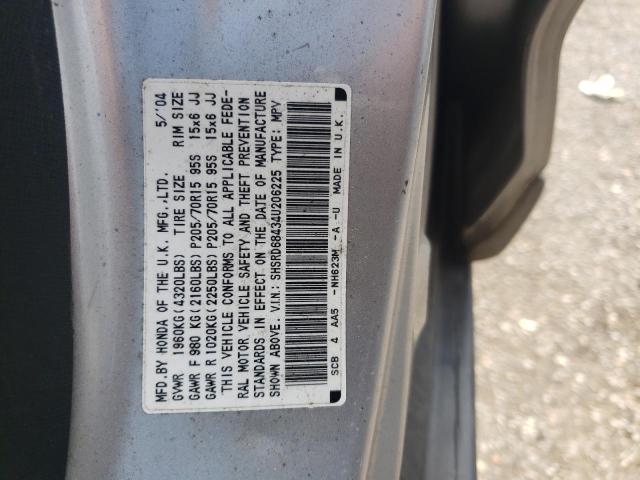 MFD.BY HONDA OF THE U.K. MFG.,LTD. 5/'04
GVWR 1960KG(4320LBS) TIRE SIZE RIM SIZE
GAWR F 980 KG(2160LBS) P205/70R15 95S 15x6 JJ
GAWR R 1020KG(2250LBS) P205/70R15 95S 15x6 JJ
THIS VEHICLE CONFORMS TO ALL APPLICABLE FEDE-
RAL MOTOR VEHICLE SAFETY AND THEFT PREVENTION
STANDARDS IN EFFECT ON THE DATE OF MANUFACTURE
SHOWN ABOVE. V.I.N: SHSRD68434U206225 TYPE: MPV
SCB 4 AA5 -NH623M -A -U MADE IN U.K.